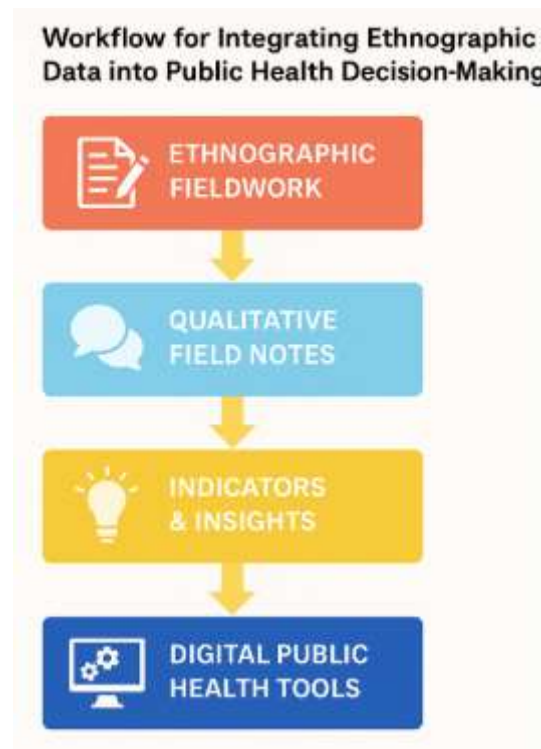 Workflow for Integrating Ethnographic
Data into Public Health Decision-Making
ETHNOGRAPHIC
FIELDWORK
QUALITATIVE
FIELD NOTES
INDICATORS
& INSIGHTS
DIGITAL PUBLIC
HEALTH TOOLS